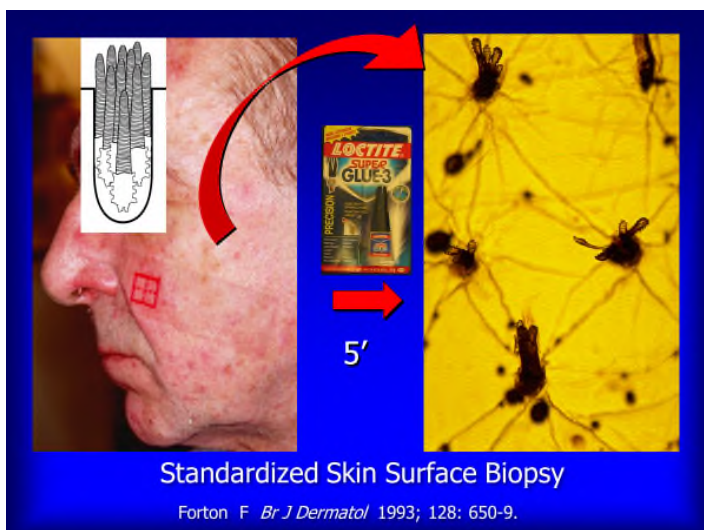 LOCTITE
SUPER
GLUE-3
PRECISION
5’
Standardized Skin Surface Biopsy
Forton F Br J Dermatol 1993; 128: 650-9.